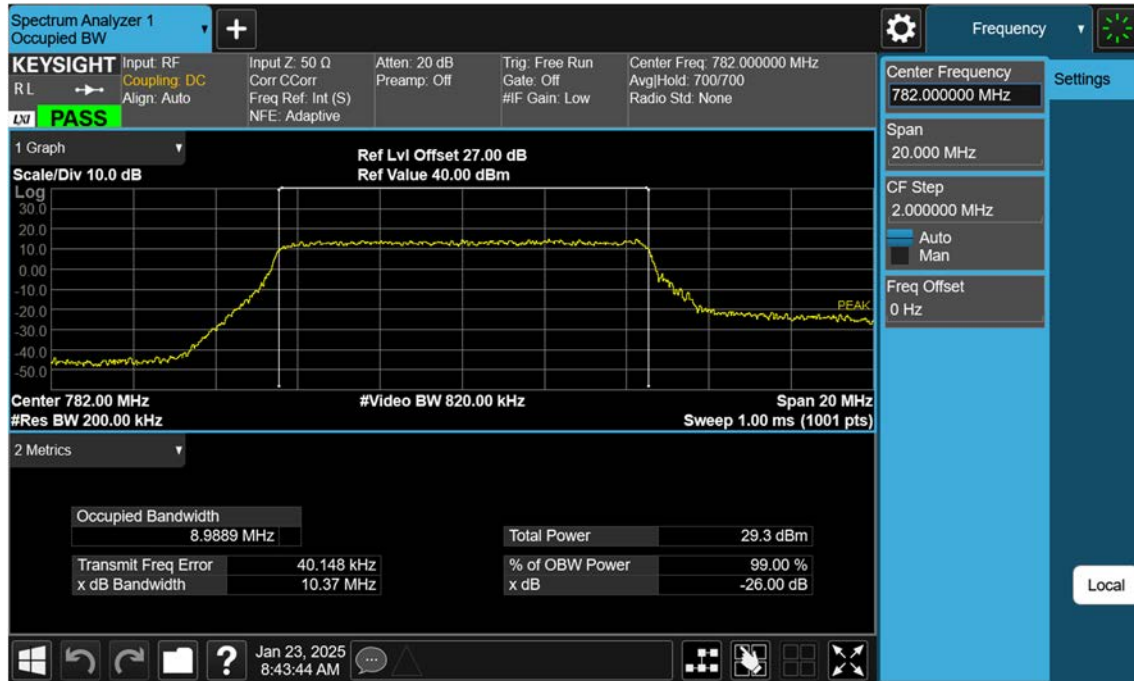 Spectrum Analyzer 1
Occupied BW
Frequency
KEYSIGHT
RL
LXI PASS
Input: RF
Coupling: DC
Align: Auto
Input Z: 50 Ω
Corr CCorr
Freq Ref: Int (S)
NFE: Adaptive
Atten: 20 dB
Preamp: Off
Trig: Free Run
Gate: Off
#IF Gain: Low
Center Freq: 782.000000 MHz
Avg|Hold: 700/700
Radio Std: None
Center Frequency
782.000000 MHz
Settings
Span
20.000 MHz
CF Step
2.000000 MHz
Auto
Man
Freq Offset
0 Hz
Local
1 Graph
Scale/Div 10.0 dB
Ref Lvl Offset 27.00 dB
Ref Value 40.00 dBm
Log
30.0
20.0
10.0
0.00
-10.0
-20.0
-30.0
-40.0
-50.0
PEAK
Center 782.00 MHz
#Video BW 820.00 kHz
Span 20 MHz
#Res BW 200.00 kHz
Sweep 1.00 ms (1001 pts)
2 Metrics
Occupied Bandwidth
8.9889 MHz
Total Power 29.3 dBm
Transmit Freq Error 40.148 kHz
% of OBW Power 99.00 %
x dB Bandwidth 10.37 MHz
x dB -26.00 dB
?
Jan 23, 2025
8:43:44 AM